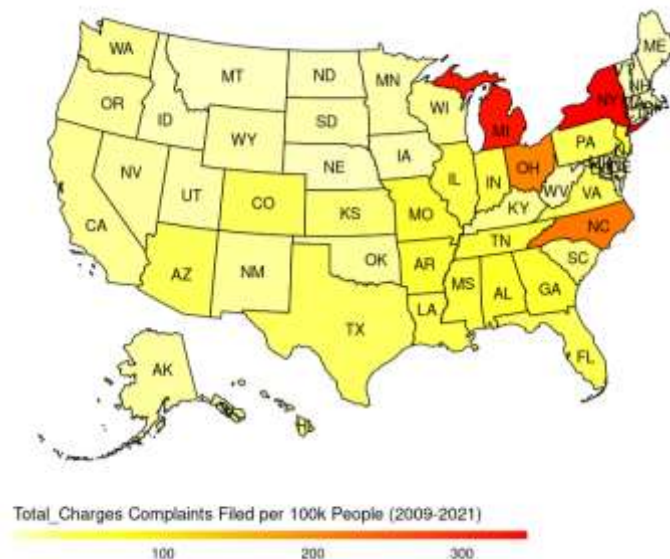 WA
ME
MT
ND
MN
OR
ID
SD
WI
NH
NY
WY
MI
IA
PA
NE
NV
OH
IL
IN
UT
CO
WV
VA
CA
KS
MO
KY
NC
TN
AZ
OK
NM
AR
SC
MS
AL
GA
LA
TX
FL
AK
Total_Charges Complaints Filed per 100k People (2009-2021)
100 200 300